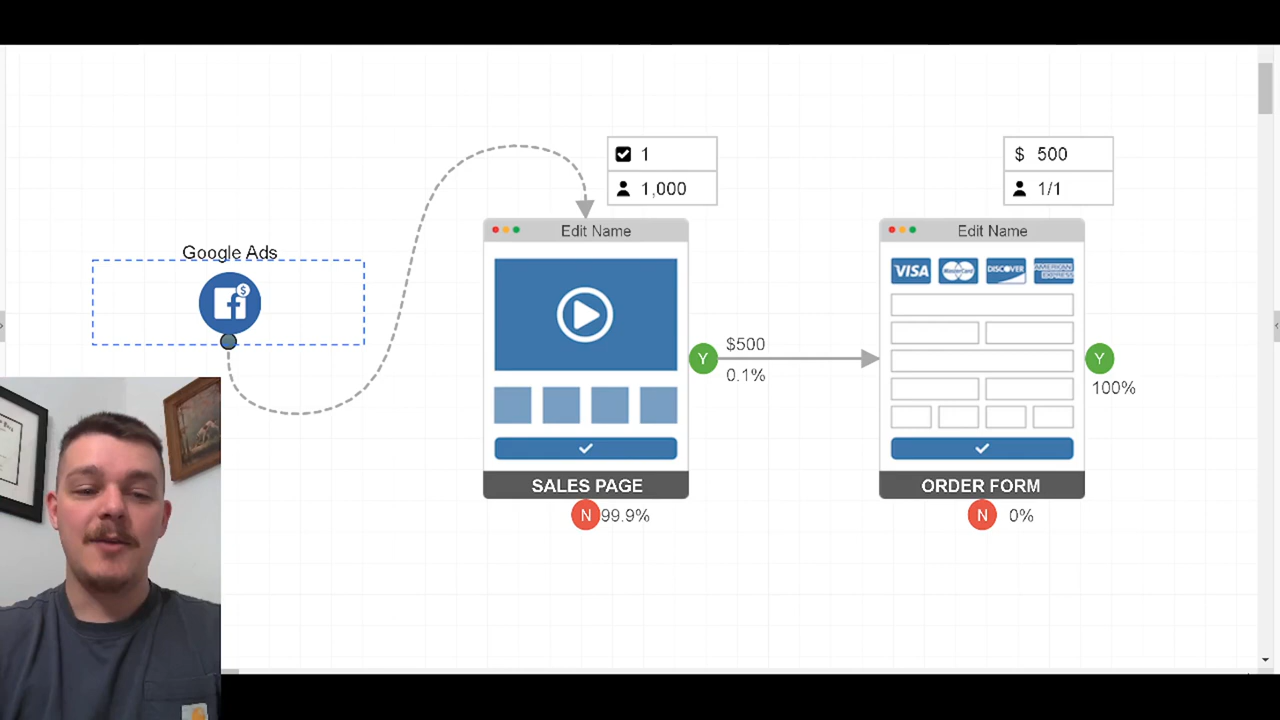 1
1,000
$ 500
1/1
Google Ads
Edit Name
Edit Name
VISA
MasterCard
DISCOVER
AMERICAN EXPRESS
Y
$500
0.1%
Y
100%
SALES PAGE
ORDER FORM
N 99.9%
N 0%